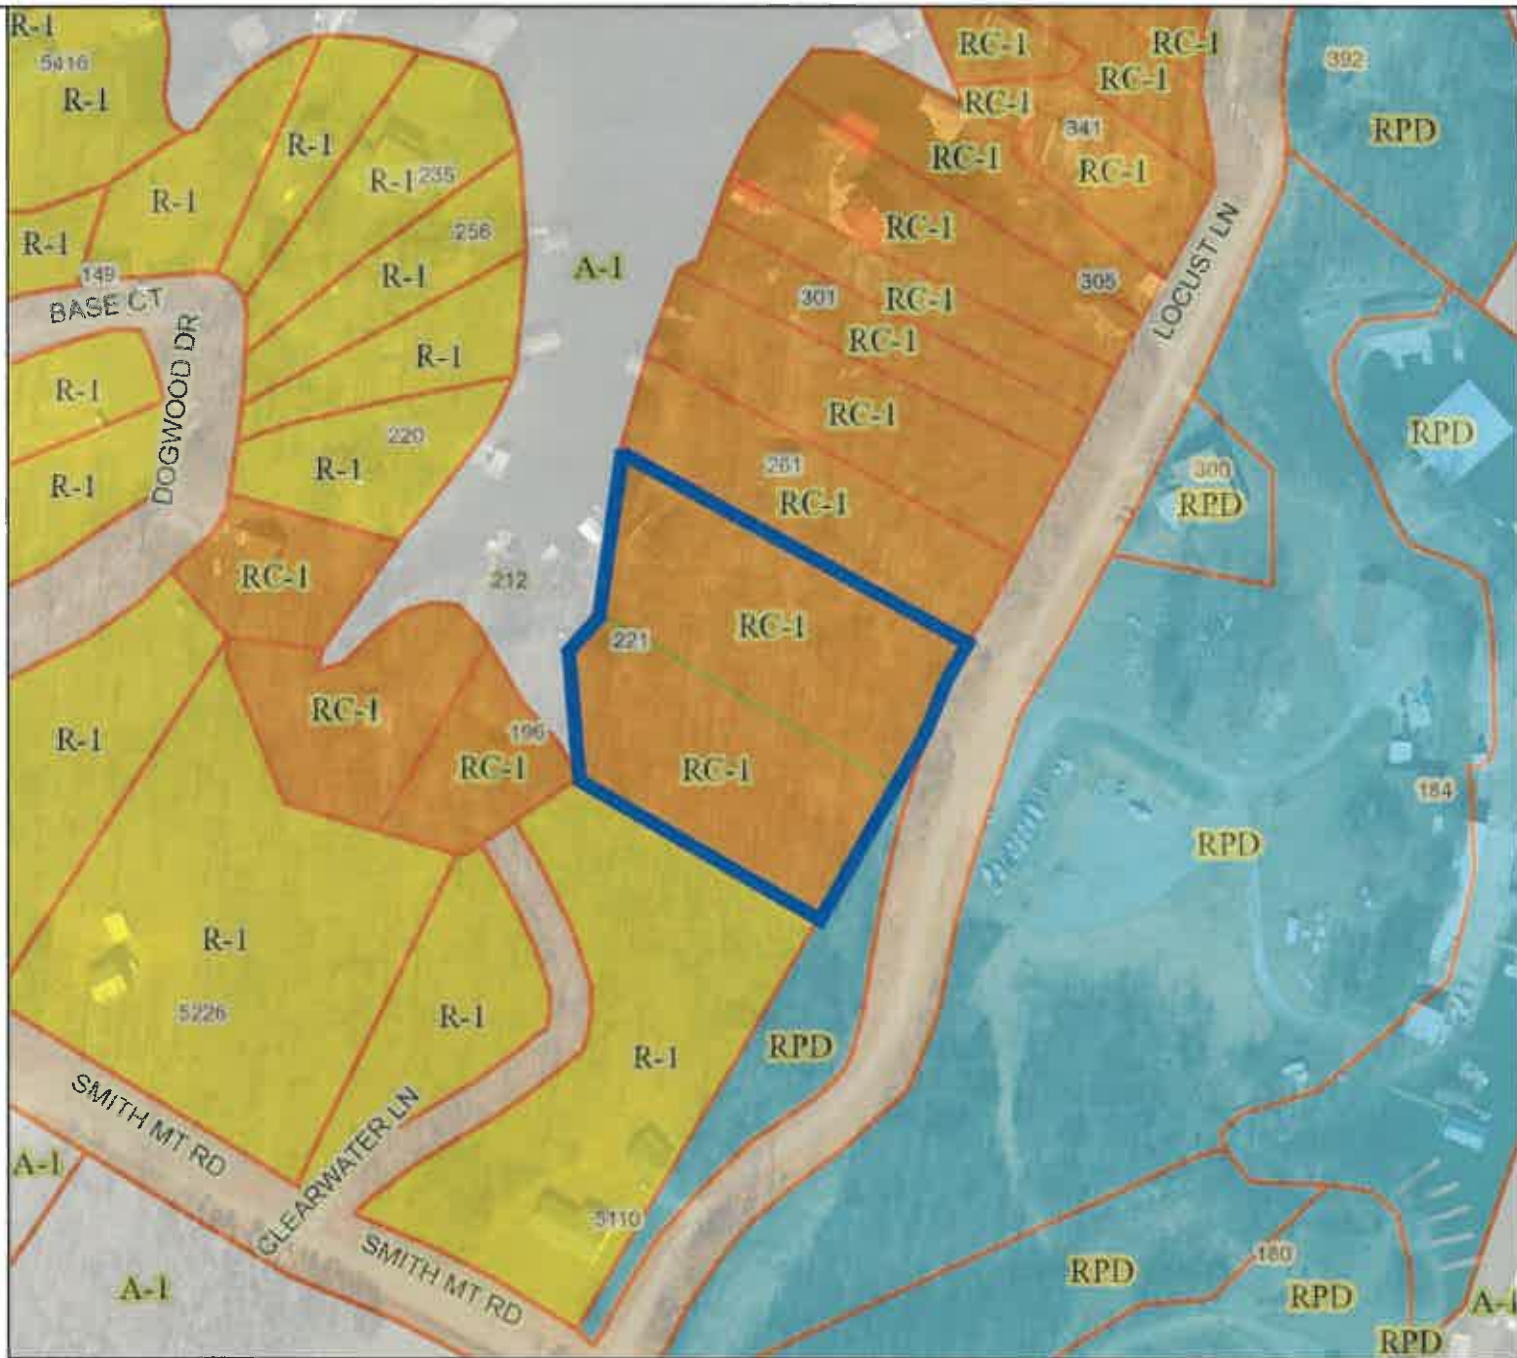 R-1
5416
R-1
RC-1
RC-1
392
RC-1
RC-1
341
RPD
R-1
R-1 235
RC-1
RC-1
R-1
256
RC-1
R-1
149
BASE CT
R-1
A-1
301
RC-1
305
LOCUST LN
RC-1
DOGWOOD DR
R-1
R-1
RC-1
220
RPD
R-1
R-1
261
RC-1
300
RPD
RC-1
212
221
RC-1
RC-1
R-1
196
RC-1
RC-1
184
RPD
R-1
5226
R-1
R-1
RPD
SMITH MT RD
CLEARWATER LN
A-1
5110
SMITH MT RD
A-1
RPD
180
RPD
A-1
RPD